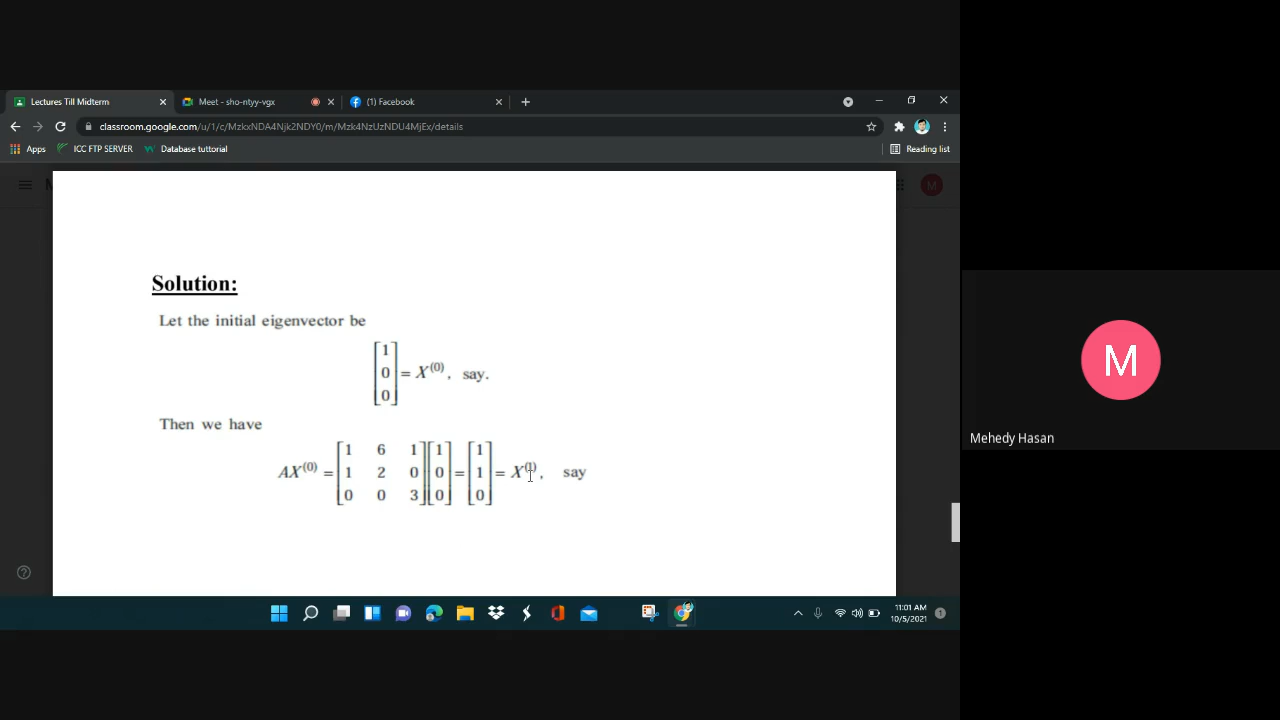 Lectures Till Midterm
Meet - sho-ntyy-vgx
(1) Facebook
classroom.google.com/u/1/c/MzkxNDA4Njk2NDY0/m/Mzk4NzUzNDU4MjEx/details
Apps
ICC FTP SERVER
Database tuttorial
Reading list
M
Solution:
Let the initial eigenvector be
[1 0 0] = X(0), say.
Then we have
AX(0) = [1 6 1 1 2 0 0 0 3] [1 0 0] = [1 1 0] = X(1), say
M
Mehedy Hasan
11:01 AM
10/5/2021
1